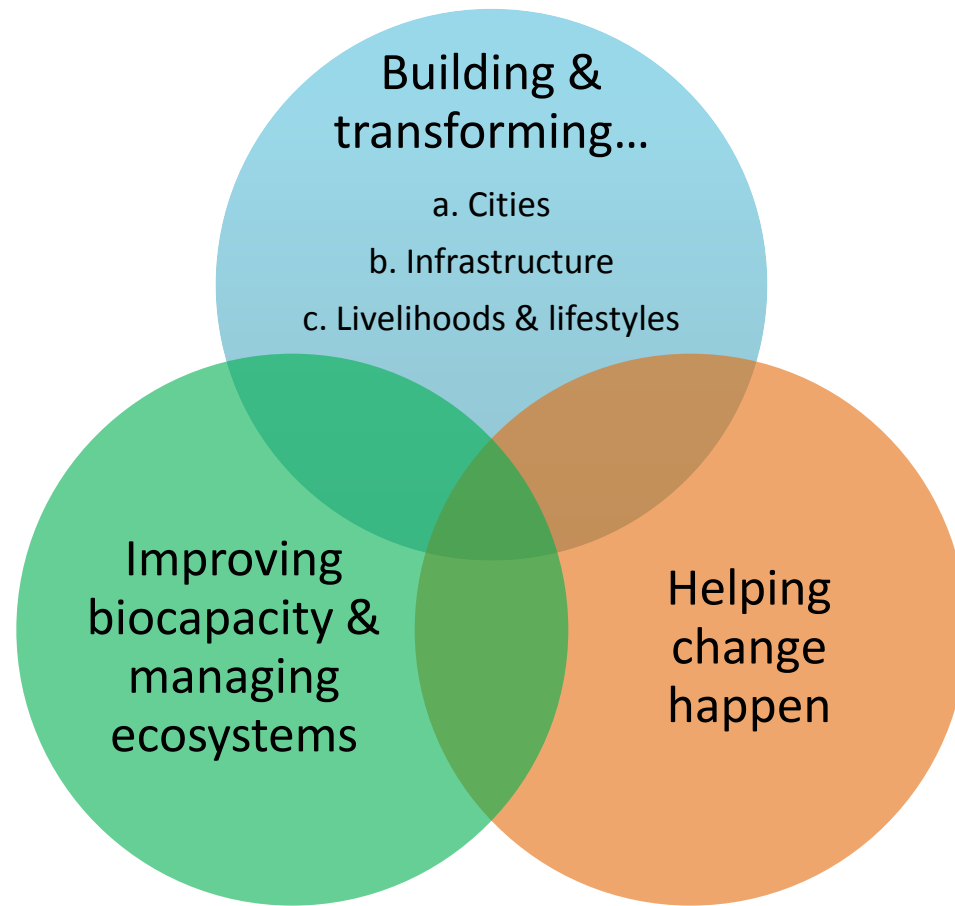 Building &
transforming…
a. Cities
b. Infrastructure
c. Livelihoods & lifestyles
Improving
biocapacity &
managing
ecosystems
Helping
change
happen